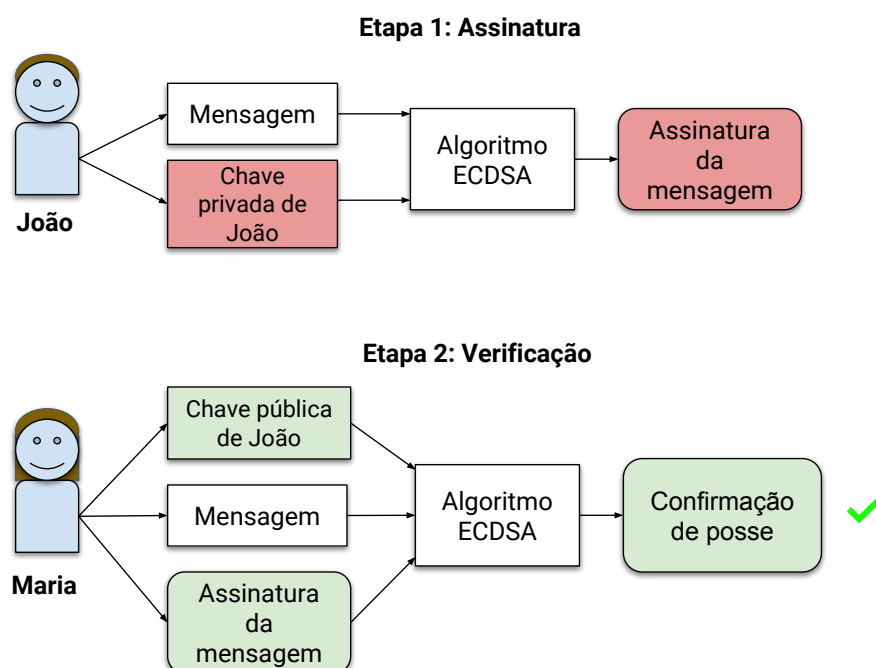 Etapa 1: Assinatura
Mensagem
Chave
privada de
João
Algoritmo
ECDSA
Assinatura
da
mensagem
João
Etapa 2: Verificação
Chave pública
de João
Mensagem
Assinatura
da
mensagem
Algoritmo
ECDSA
Confirmação
de posse
Maria